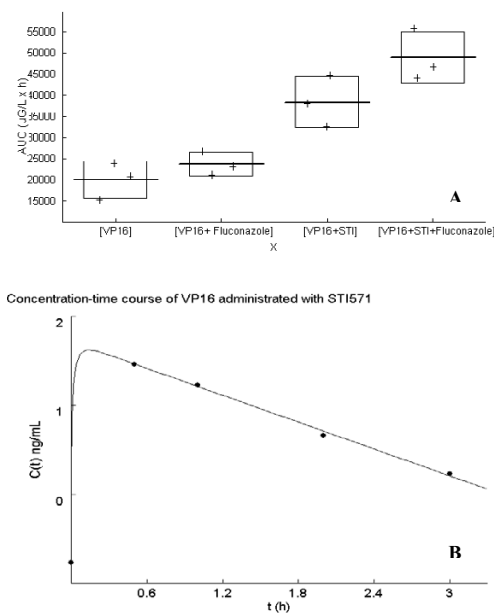 55000
50000
45000
40000
35000
30000
25000
20000
15000
AUC ( uG/L x h)
A
[VP16] [VP16+ Fluconazole] [VP16+STI] [VP16+STI+Fluconazole]
X
Concentration-time course of VP16 administrated with STI571
2
1
0
C(t) ng/mL
B
0.6 1.2 1.8 2.4 3
t (h)